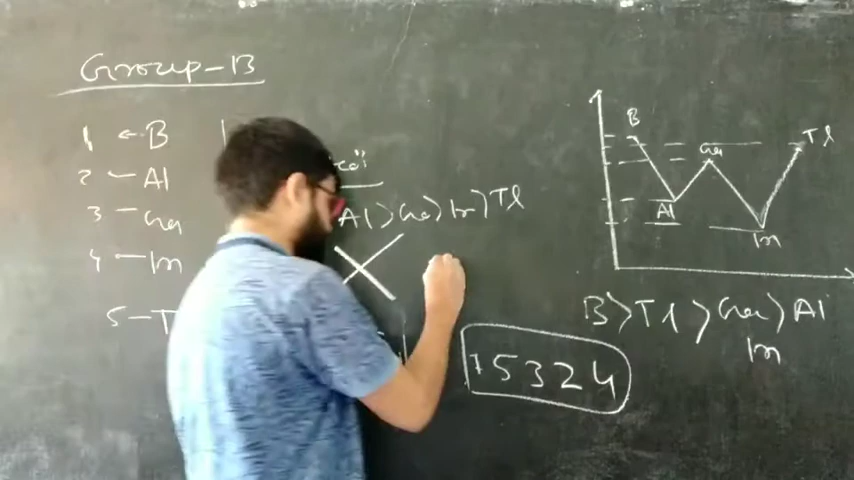 Group-13
1 ← B
2 — Al
3 — Ga
4 — In
5 — T
Al > Ga > In > Tl
B
Ga
Tl
Al
In
B > Tl > Ga > Al
In
15324